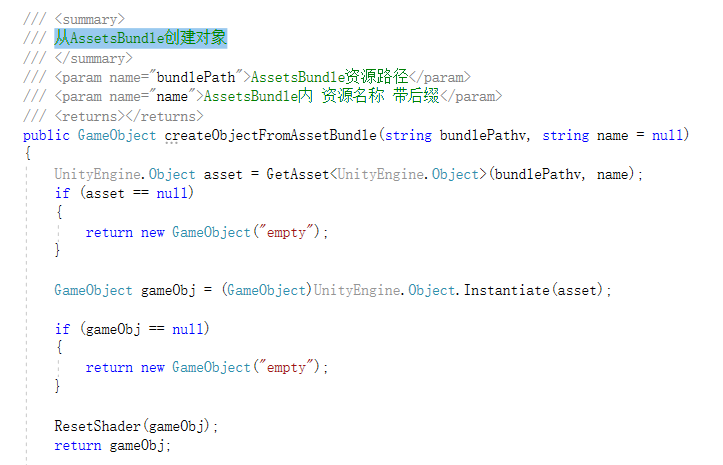 /// <summary>
/// 从AssetsBundle创建对象
/// </summary>
/// <param name="bundlePath">AssetsBundle资源路径</param>
/// <param name="name">AssetsBundle内 资源名称 带后缀</param>
/// <returns></returns>
public GameObject createObjectFromAssetBundle(string bundlePathv, string name = null)
{
    UnityEngine.Object asset = GetAsset<UnityEngine.Object>(bundlePathv, name);
    if (asset == null)
    {
        return new GameObject("empty");
    }

    GameObject gameObj = (GameObject)UnityEngine.Object.Instantiate(asset);

    if (gameObj == null)
    {
        return new GameObject("empty");
    }

    ResetShader(gameObj);
    return gameObj;